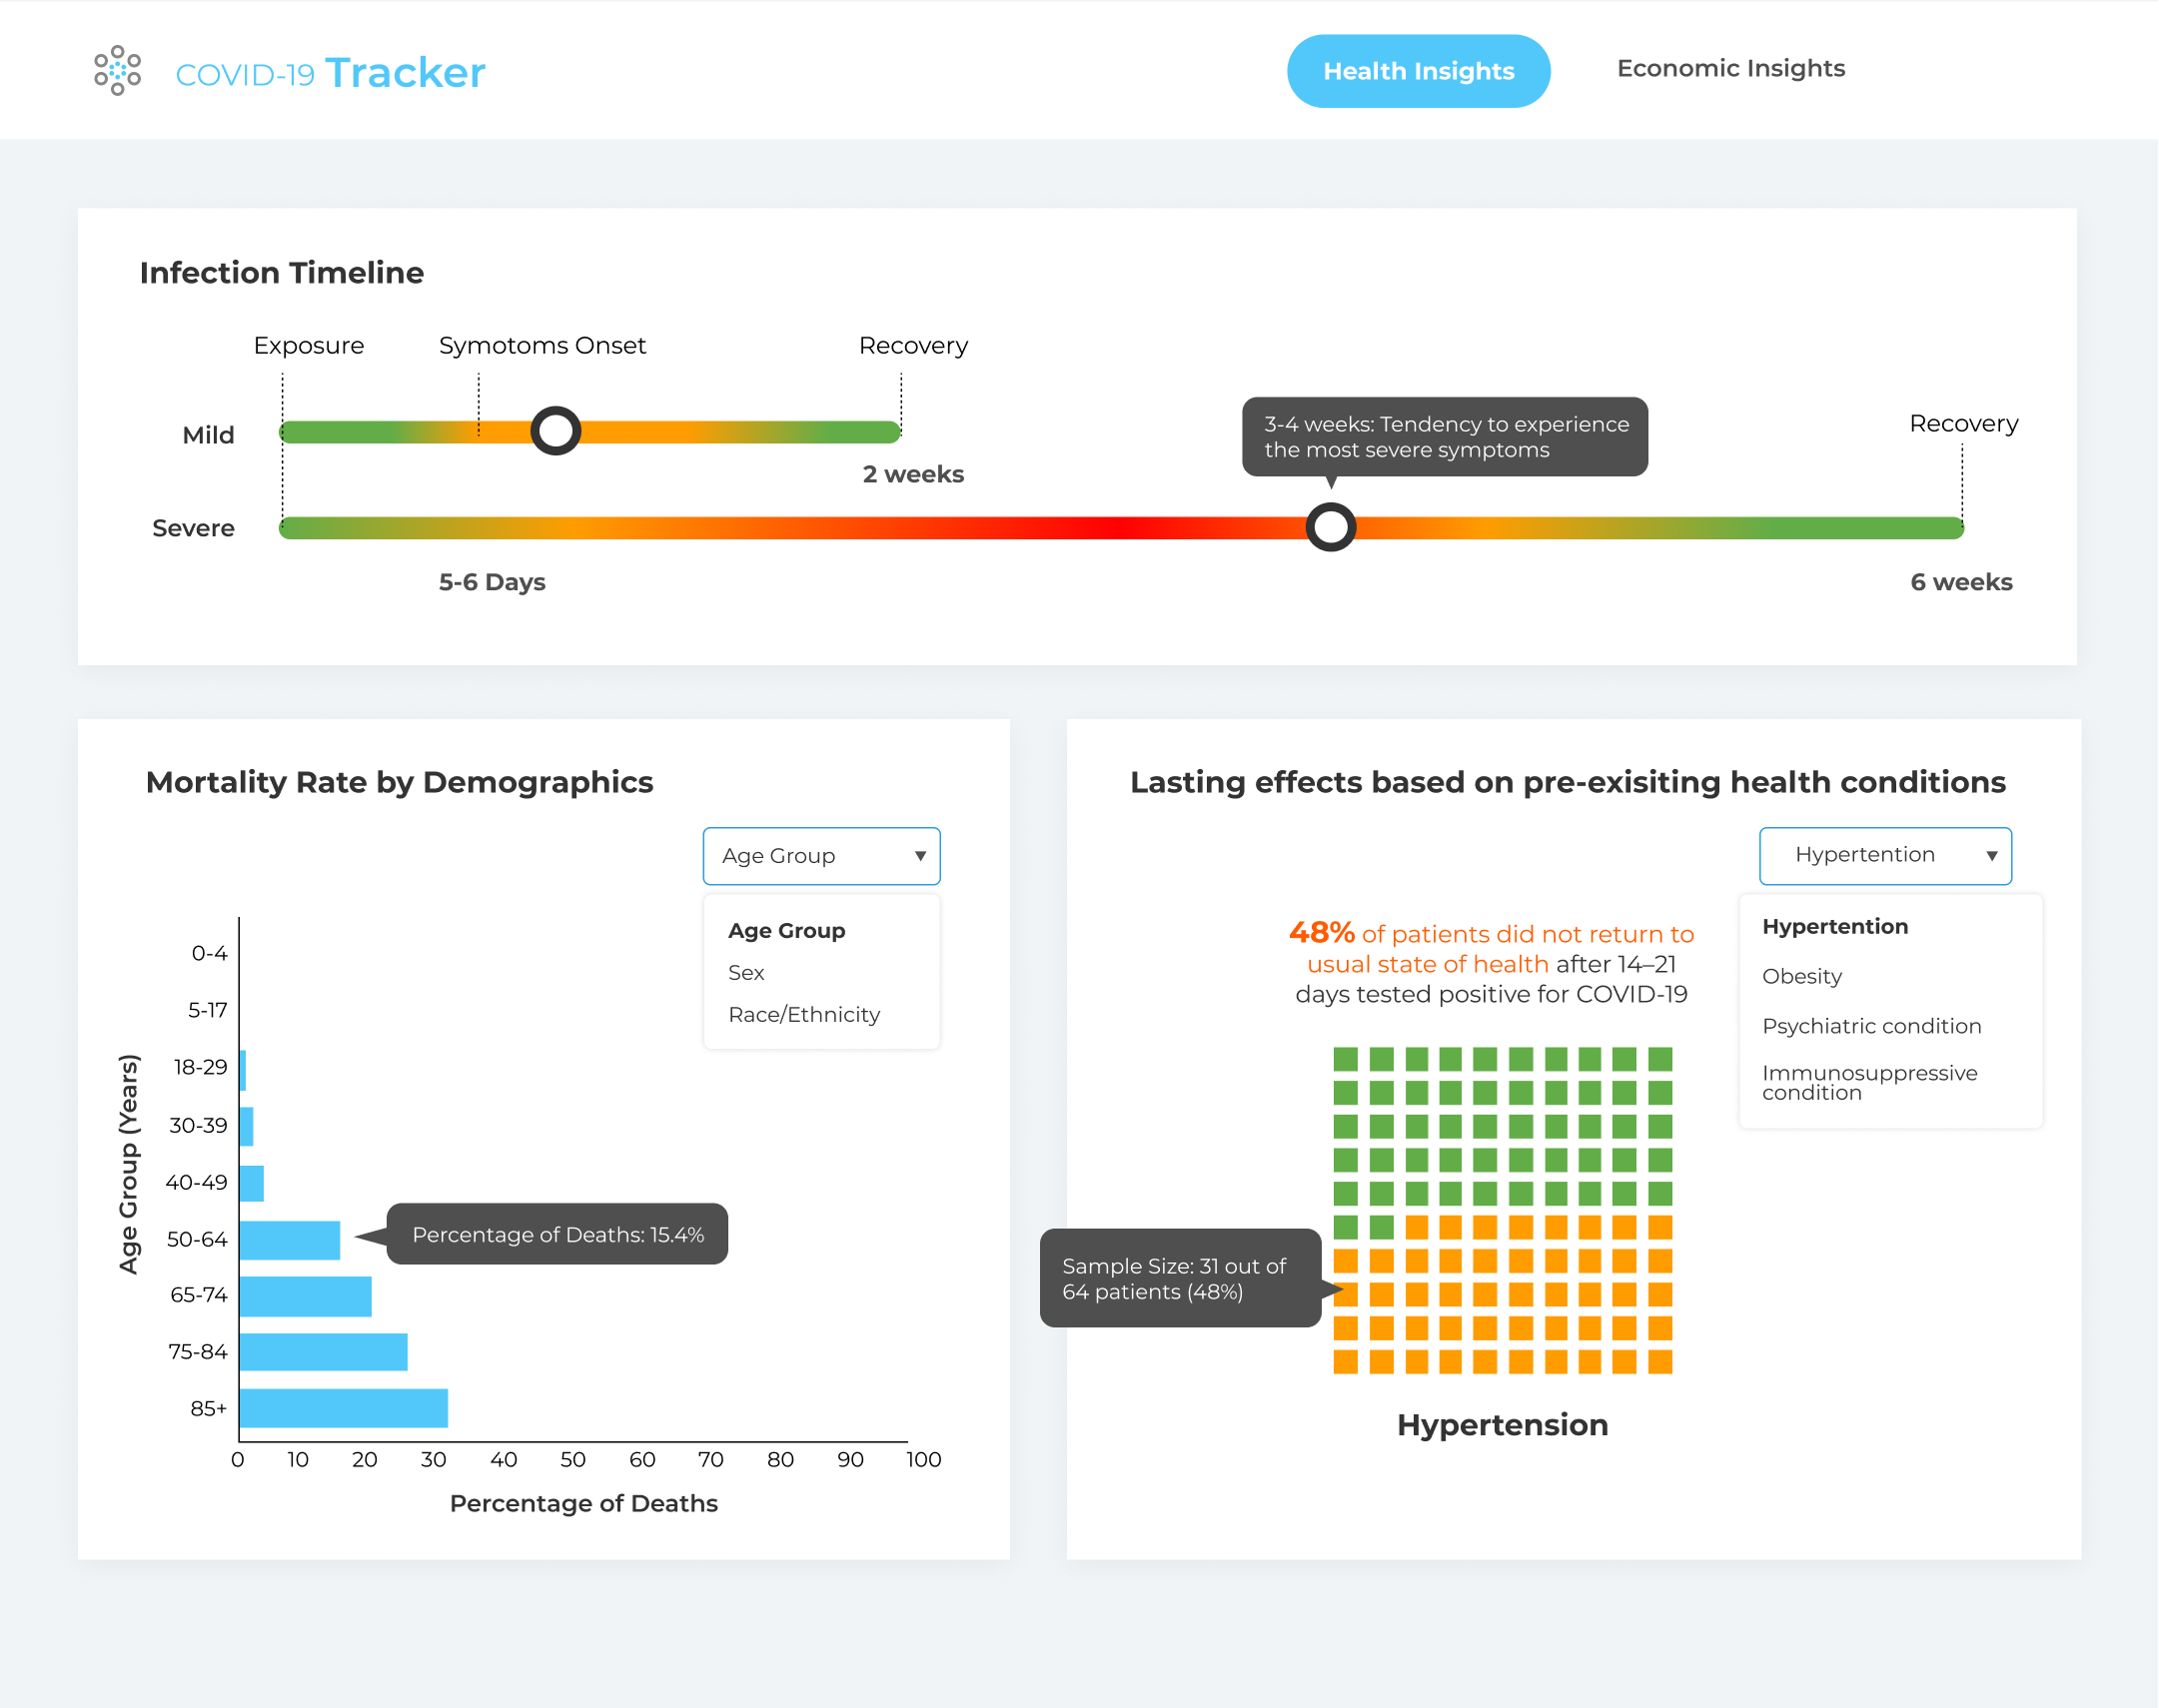 COVID-19 Tracker
Health Insights
Economic Insights
Infection Timeline
Exposure
Symotoms Onset
Recovery
Mild
2 weeks
3-4 weeks: Tendency to experience
the most severe symptoms
Recovery
Severe
5-6 Days
6 weeks
Mortality Rate by Demographics
Age Group
Age Group
Sex
Race/Ethnicity
Age Group (Years)
0-4
5-17
18-29
30-39
40-49
50-64
65-74
75-84
85+
Percentage of Deaths: 15.4%
0 10 20 30 40 50 60 70 80 90 100
Percentage of Deaths
Lasting effects based on pre-exisiting health conditions
Hypertention
Hypertention
Obesity
Psychiatric condition
Immunosuppressive
condition
48% of patients did not return to
usual state of health after 14–21
days tested positive for COVID-19
Sample Size: 31 out of
64 patients (48%)
Hypertension